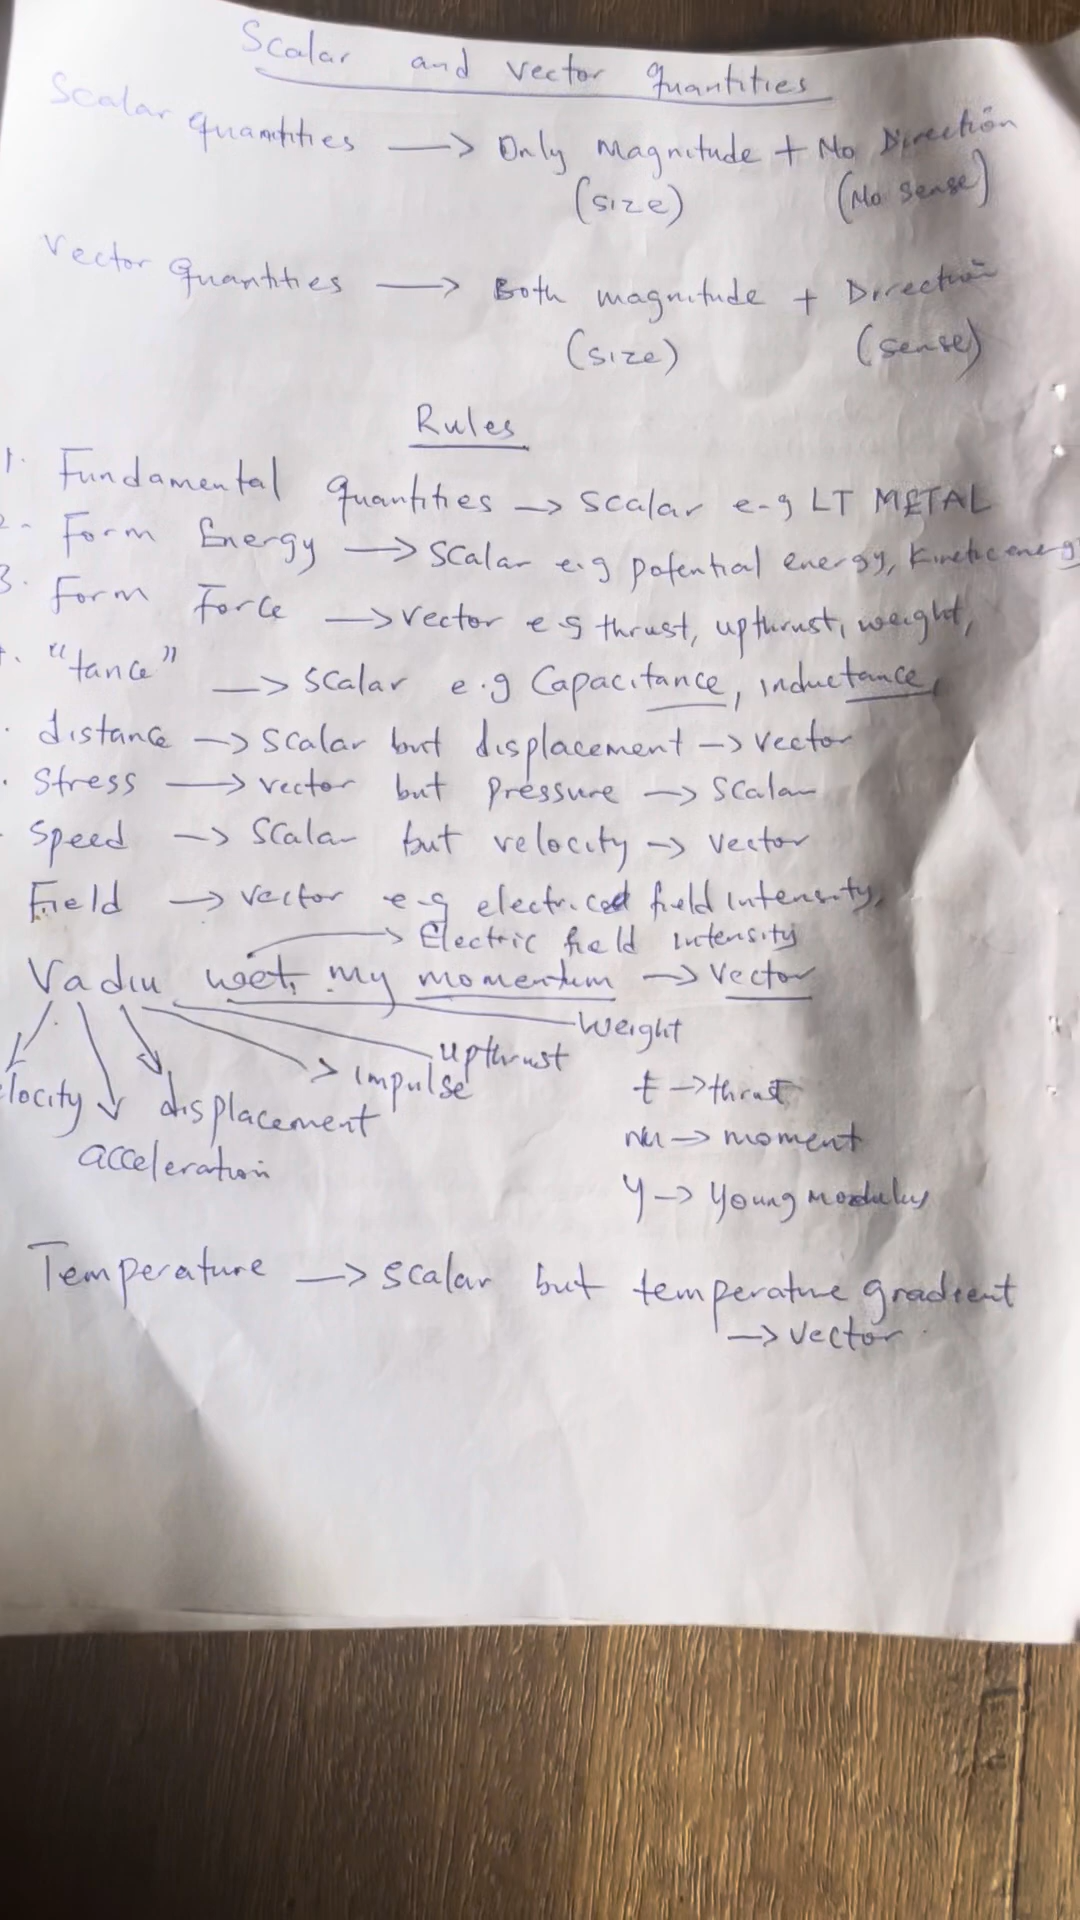 Scalar and vector quantities
Scalar quantities → Only magnitude + No Direction
(size) (No sense)
Vector quantities → Both magnitude + Direction
(size) (sense)
Rules
1. Fundamental quantities → scalar e.g LT METAL
2. Form Energy → scalar e.g potential energy, kinetic energy
3. Form Force → vector e g thrust, upthrust, weight,
"tance" → scalar e.g Capacitance, inductance,
distance → scalar but displacement → vector
Stress → vector but pressure → scalar
Speed → scalar but velocity → vector
Field → vector e.g electrical field intensity,
→ Electric field intensity
Vadiu wet, my momentum → vector
Weight
upthrust
impulse
t → thrust
locity displacement
m → moment
acceleration
y → young modulus
Temperature → scalar but temperature gradient
→ vector